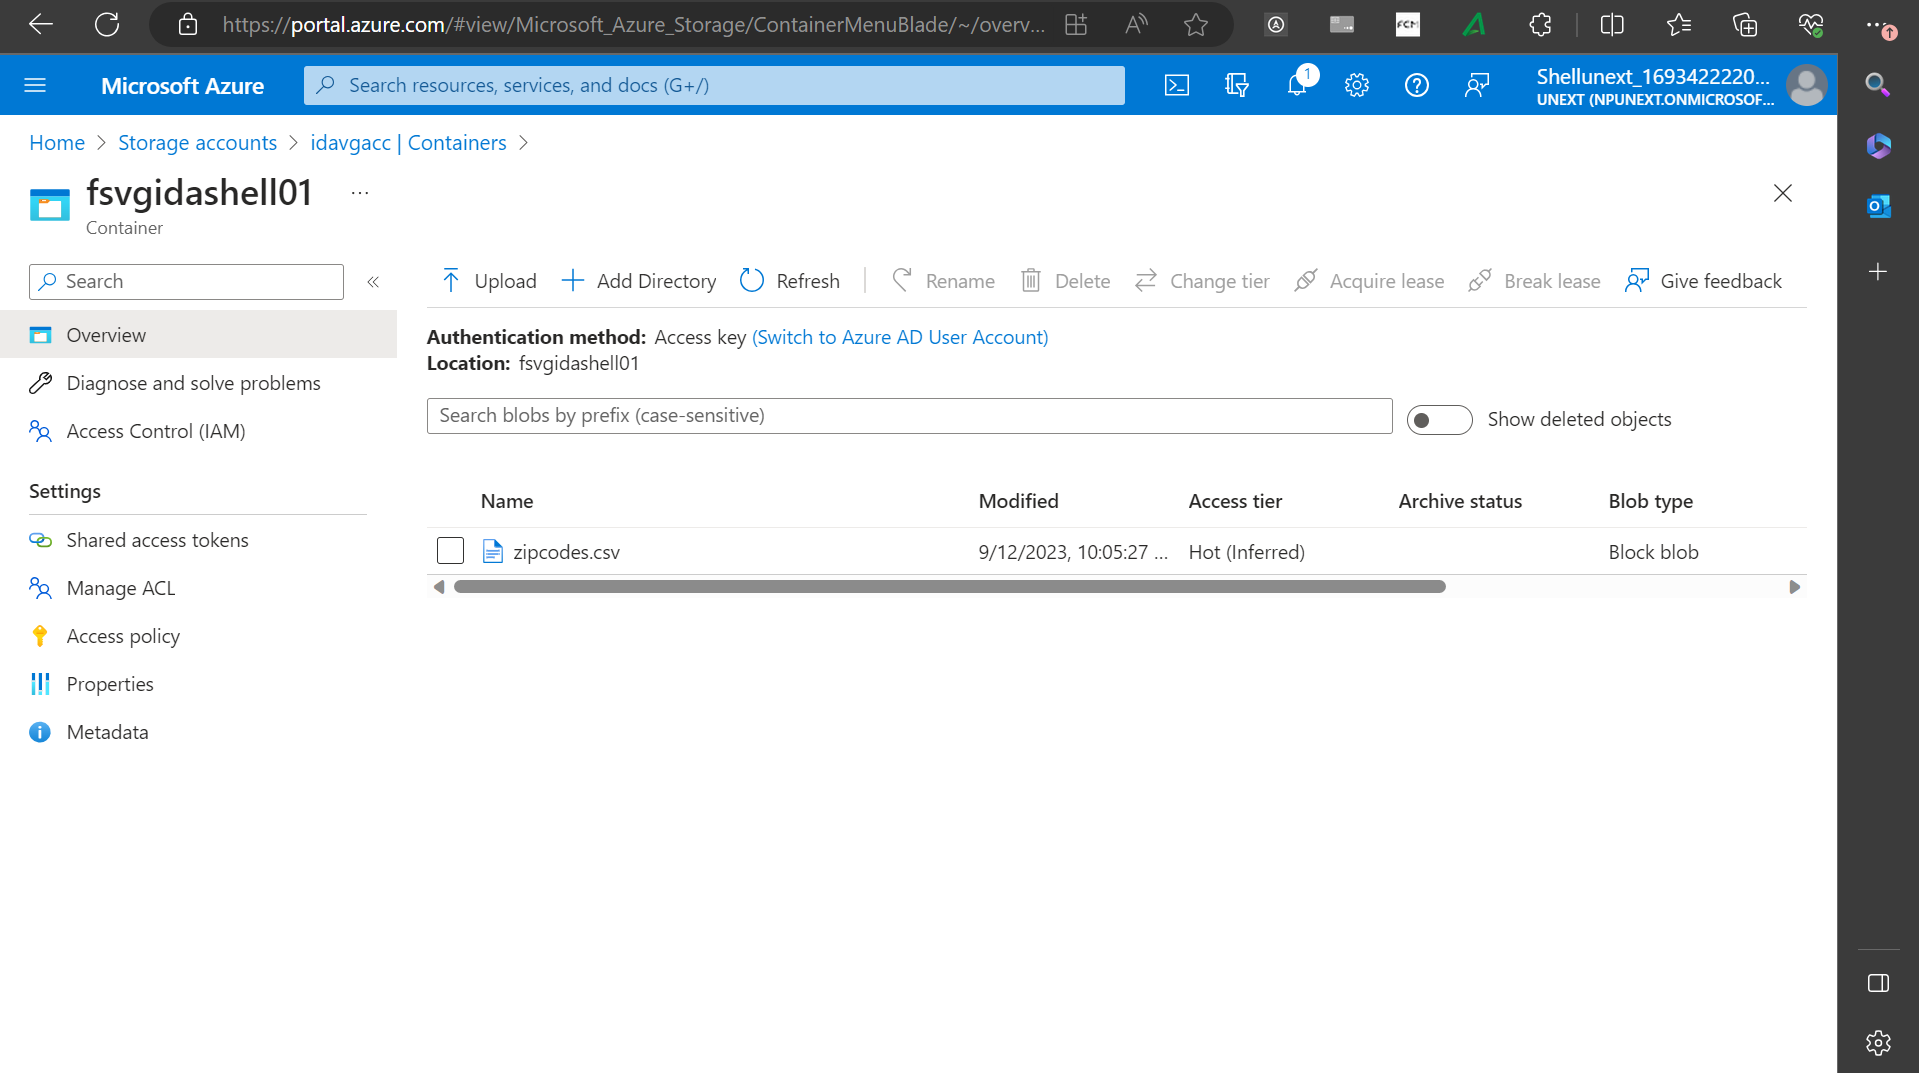 https://portal.azure.com/#view/Microsoft_Azure_Storage/ContainerMenuBlade/~/overv...
FCM
Microsoft Azure
Search resources, services, and docs (G+/)
1
Shellunext_1693422220...
UNEXT (NPUNEXT.ONMICROSOF...
Home > Storage accounts > idavgacc | Containers >
fsvgidashell01 ...
Container
Search
«
Upload Add Directory Refresh Rename Delete Change tier Acquire lease Break lease Give feedback
Overview
Diagnose and solve problems
Access Control (IAM)
Settings
Shared access tokens
Manage ACL
Access policy
Properties
Metadata
Authentication method: Access key (Switch to Azure AD User Account)
Location: fsvgidashell01
Search blobs by prefix (case-sensitive)
Show deleted objects
Name Modified Access tier Archive status Blob type
zipcodes.csv 9/12/2023, 10:05:27 ... Hot (Inferred) Block blob